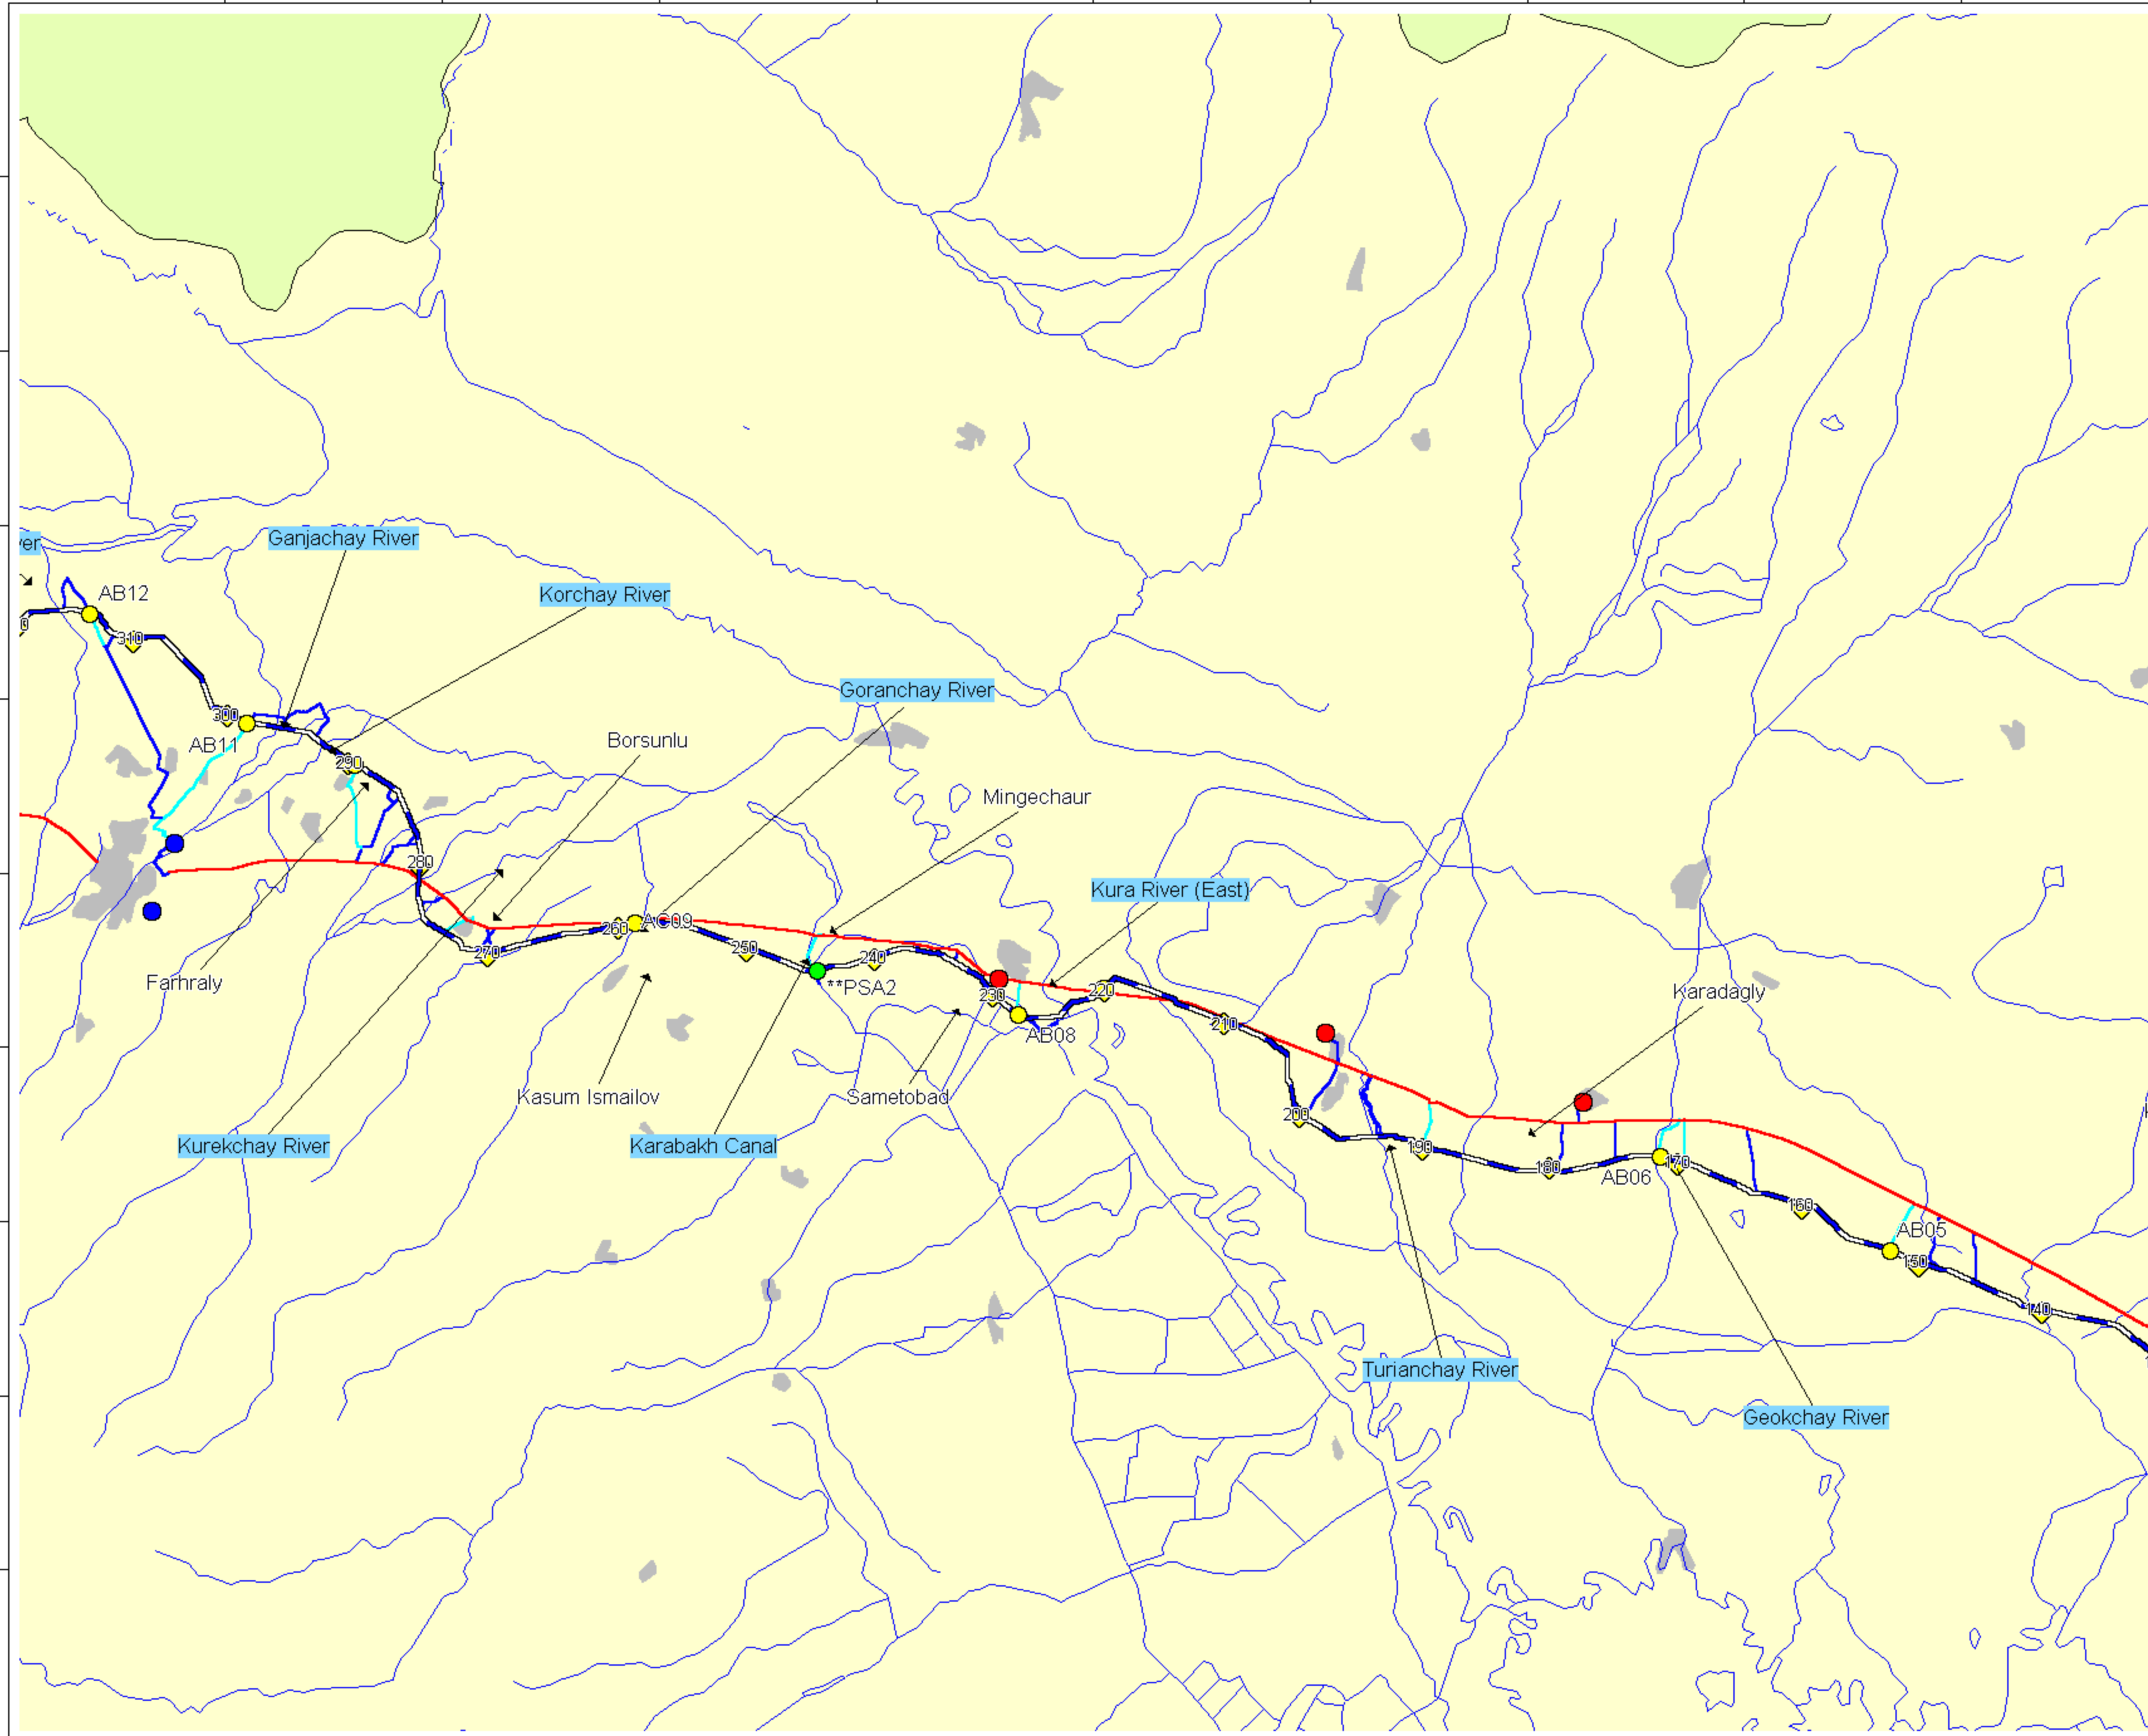 Ganjachay River
ver
AB12
Korchay River
310
Goranchay River
300
AB11
Borsunlu
290
Mingechaur
280
Kura River (East)
AC09
260
250
240
270
Farhraly
**PSA2
230
220
Karadagly
210
AB08
Kasum Ismailov
Sametobad
200
Kurekchay River
Karabakh Canal
190
180
AB06
170
160
AB05
150
140
Turianchay River
Geokchay River